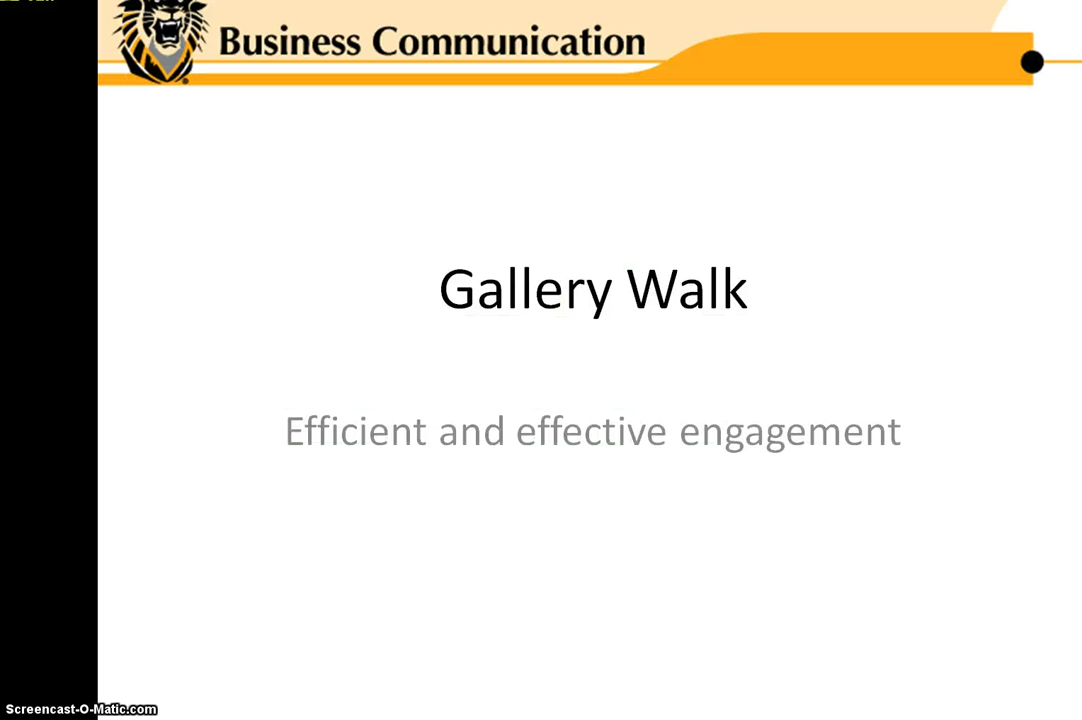 Business Communication
Gallery Walk
Efficient and effective engagement
Screencast-O-Matic.com